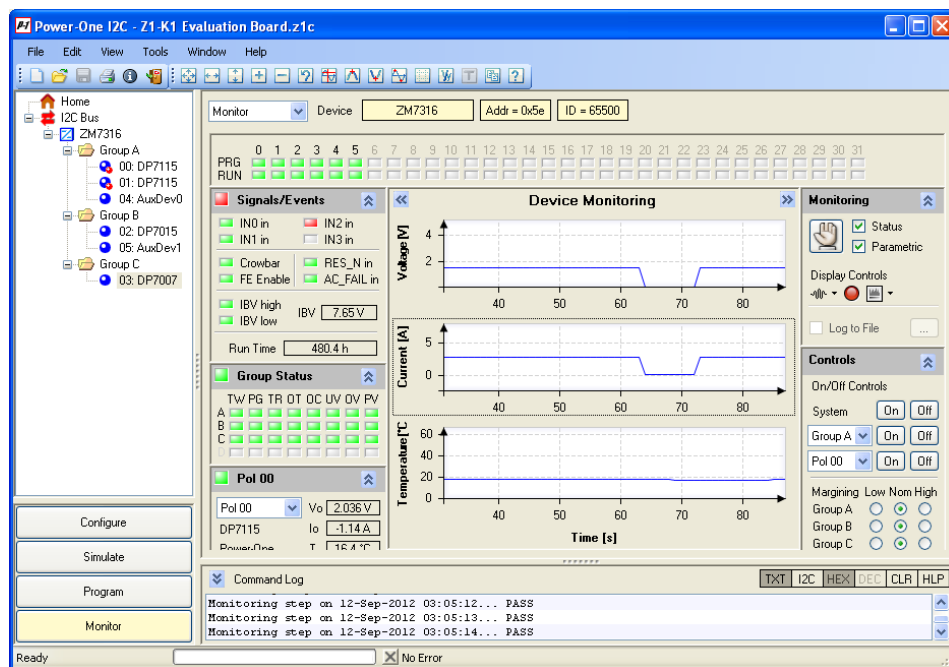 Power-One I2C - Z1-K1 Evaluation Board.z1c
File Edit View Tools Window Help
Home
I2C Bus
ZM7316
Group A
00: DP7115
01: DP7115
04: AuxDev0
Group B
02: DP7015
05: AuxDev1
Group C
03: DP7007
Configure
Simulate
Program
Monitor
Monitor Device ZM7316 Addr = 0x5e ID = 65500
0 1 2 3 4 5 6 7 8 9 10 11 12 13 14 15 16 17 18 19 20 21 22 23 24 25 26 27 28 29 30 31
PRG
RUN
Signals/Events
IN0 in IN2 in
IN1 in IN3 in
Crowbar RES_N in
FE Enable AC_FAIL in
IBV high
IBV low
IBV 7.65 V
Run Time 480.4 h
Group Status
TW PG TR OT OC UV OV PV
A
B
C
D
Pol 00
Pol 00 Vo 2.036 V
DP7115 Io -1.14 A
Power-One T 16.4 °C
Device Monitoring
Voltage [V]
4
2
0
40 50 60 70 80
Current [A]
5
0
40 50 60 70 80
Temperature [°C
60
40
20
0
40 50 60 70 80
Time [s]
Monitoring
Status
Parametric
Display Controls
Log to File ...
Controls
On/Off Controls
System On Off
Group A On Off
Pol 00 On Off
Margining Low Nom High
Group A
Group B
Group C
Command Log TXT I2C HEX DEC CLR HLP
Monitoring step on 12-Sep-2012 03:05:12... PASS
Monitoring step on 12-Sep-2012 03:05:13... PASS
Monitoring step on 12-Sep-2012 03:05:14... PASS
Ready No Error